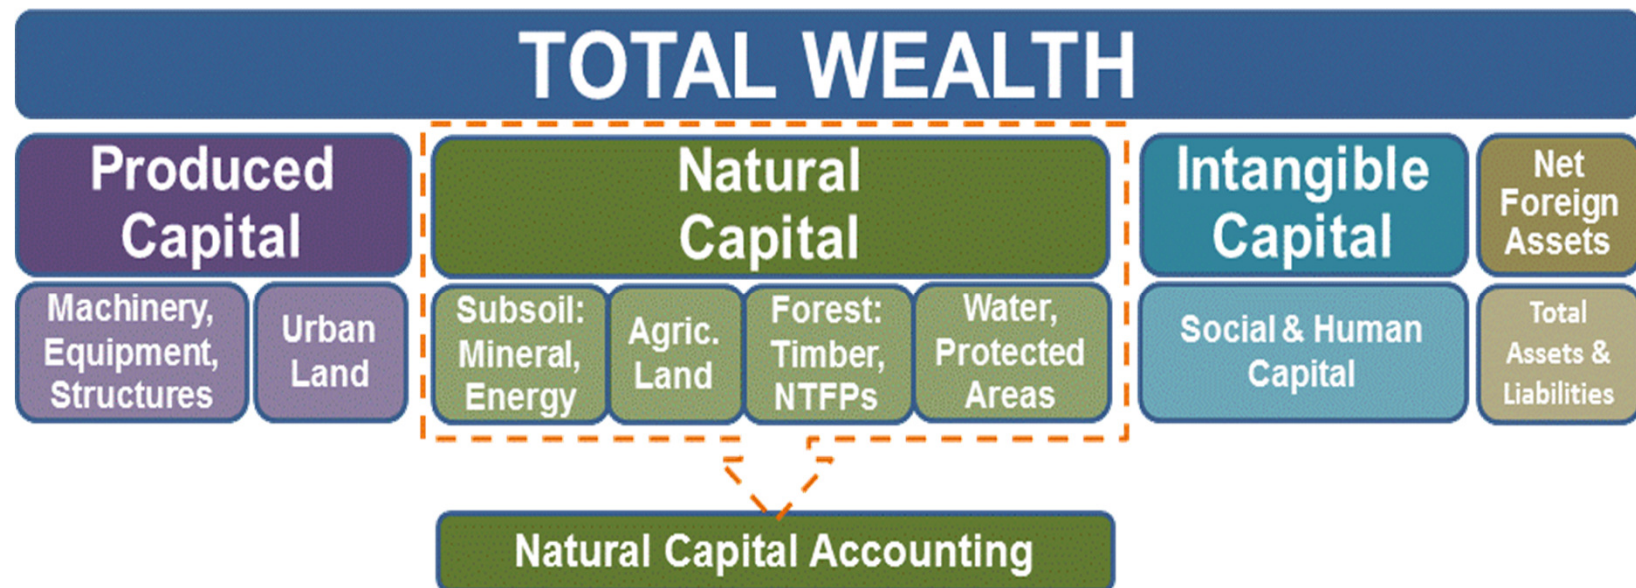 TOTAL WEALTH
Produced
Capital
Natural
Capital
Intangible
Capital
Net
Foreign
Assets
Machinery,
Equipment,
Structures
Urban
Land
Subsoil:
Mineral,
Energy
Agric.
Land
Forest:
Timber,
NTFPs
Water,
Protected
Areas
Social & Human
Capital
Total
Assets &
Liabilities
Natural Capital Accounting